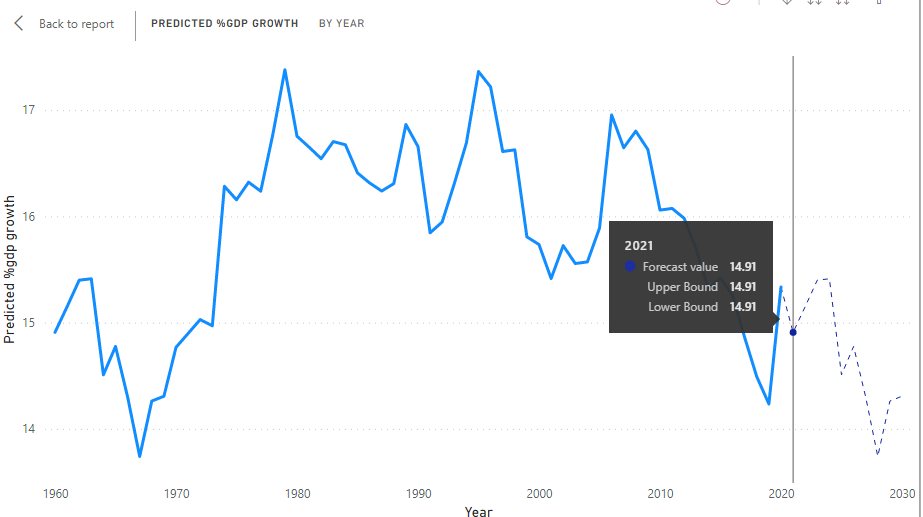 Back to report
PREDICTED %GDP GROWTH BY YEAR
Predicted %gdp growth
17
16
15
14
2021
Forecast value 14.91
Upper Bound 14.91
Lower Bound 14.91
1960 1970 1980 1990 2000 2010 2020 2030
Year